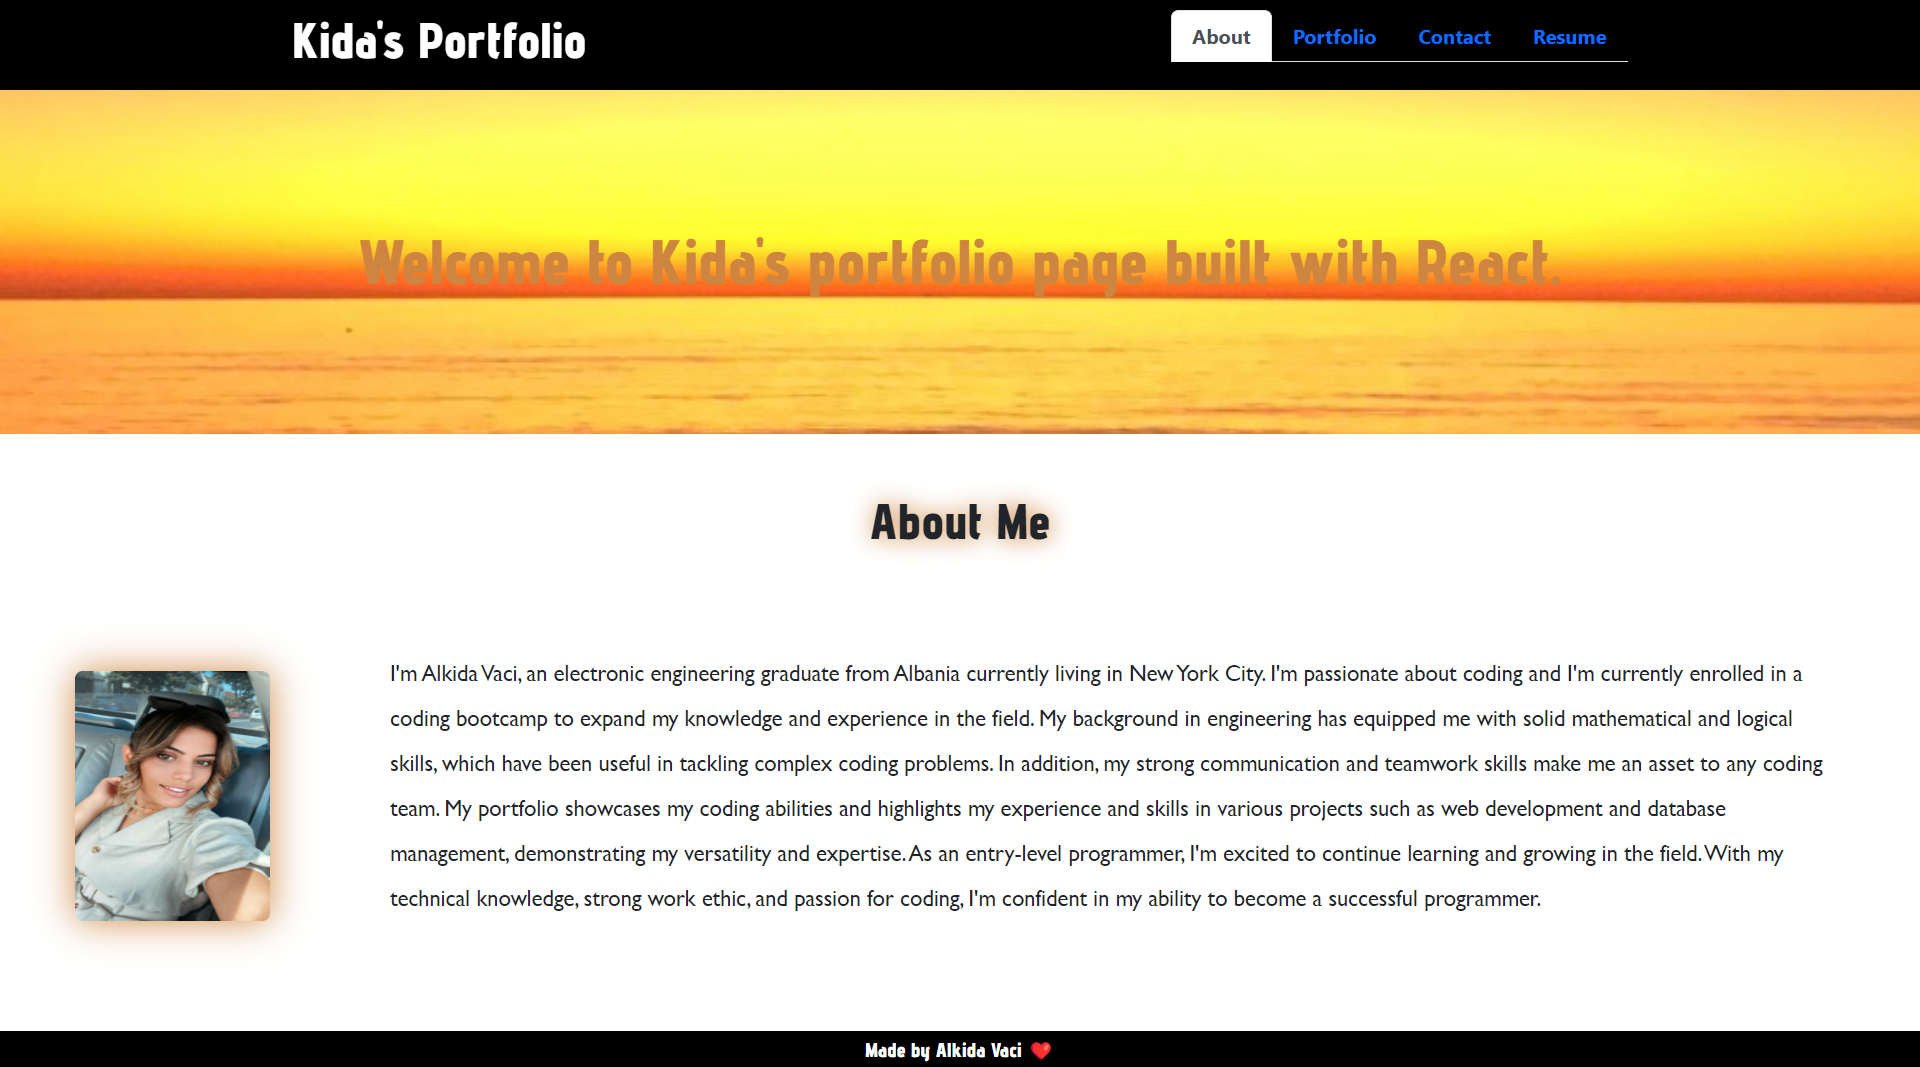 Kida's Portfolio
About Portfolio Contact Resume
Welcome to Kida's portfolio page built with React.
About Me
I'm Alkida Vaci, an electronic engineering graduate from Albania currently living in New York City. I'm passionate about coding and I'm currently enrolled in a
coding bootcamp to expand my knowledge and experience in the field. My background in engineering has equipped me with solid mathematical and logical
skills, which have been useful in tackling complex coding problems. In addition, my strong communication and teamwork skills make me an asset to any coding
team. My portfolio showcases my coding abilities and highlights my experience and skills in various projects such as web development and database
management, demonstrating my versatility and expertise. As an entry-level programmer, I'm excited to continue learning and growing in the field. With my
technical knowledge, strong work ethic, and passion for coding, I'm confident in my ability to become a successful programmer.
Made by Alkida Vaci ❤️